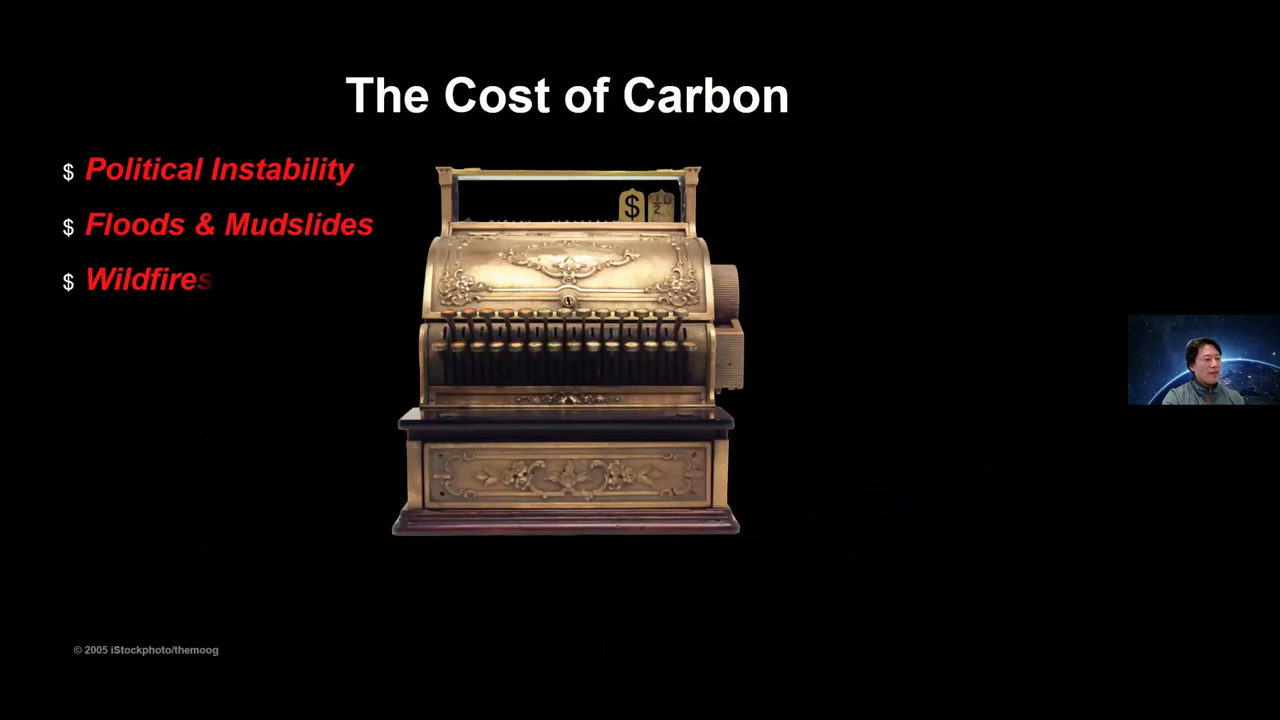 The Cost of Carbon
$ Political Instability
$ Floods & Mudslides
$ Wildfires
$
© 2005 iStockphoto/themoog